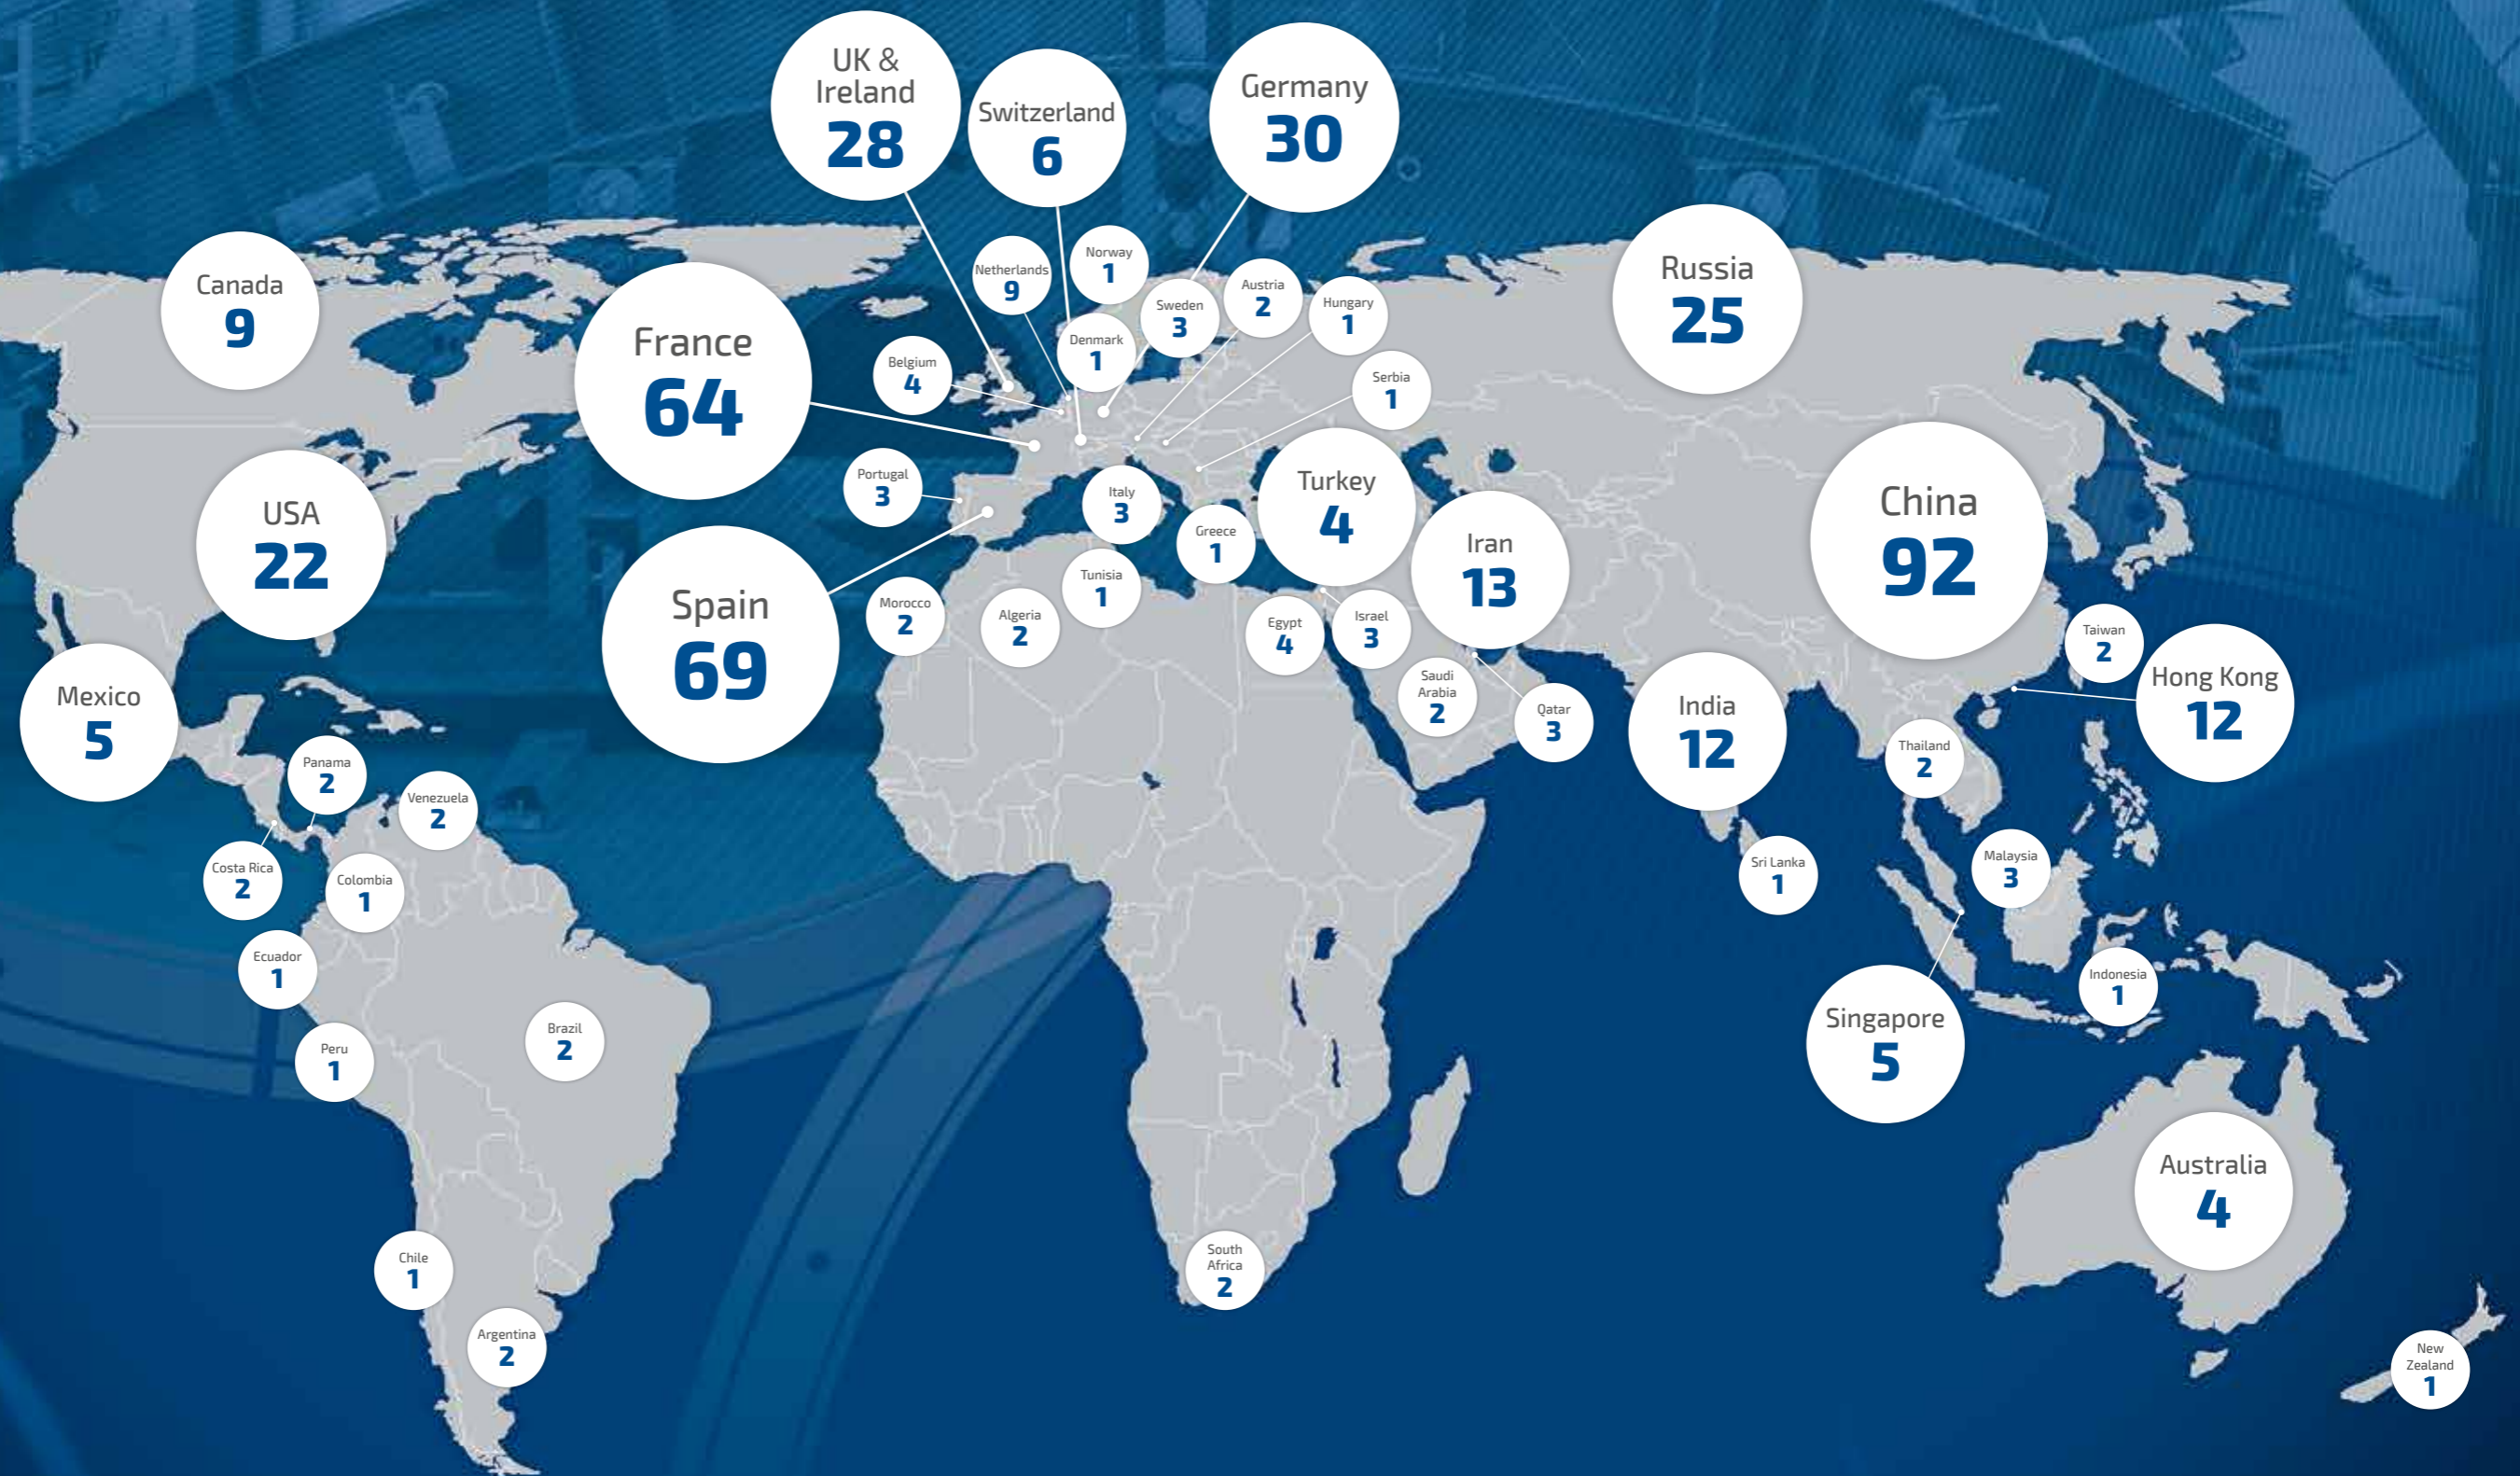 UK &
Ireland
28
Switzerland
6
Germany
30
Canada
9
France
64
Netherlands
9
Norway
1
Sweden
3
Austria
2
Hungary
1
Russia
25
Belgium
4
Denmark
1
Serbia
1
USA
22
Portugal
3
Italy
3
Greece
1
Turkey
4
Iran
13
China
92
Spain
69
Morocco
2
Algeria
2
Tunisia
1
Egypt
4
Israel
3
Saudi
Arabia
2
Qatar
3
India
12
Taiwan
2
Hong Kong
12
Thailand
2
Mexico
5
Panama
2
Venezuela
2
Costa Rica
2
Colombia
1
Sri Lanka
1
Malaysia
3
Ecuador
1
Peru
1
Brazil
2
Singapore
5
Indonesia
1
Australia
4
Chile
1
Argentina
2
South
Africa
2
New
Zealand
1